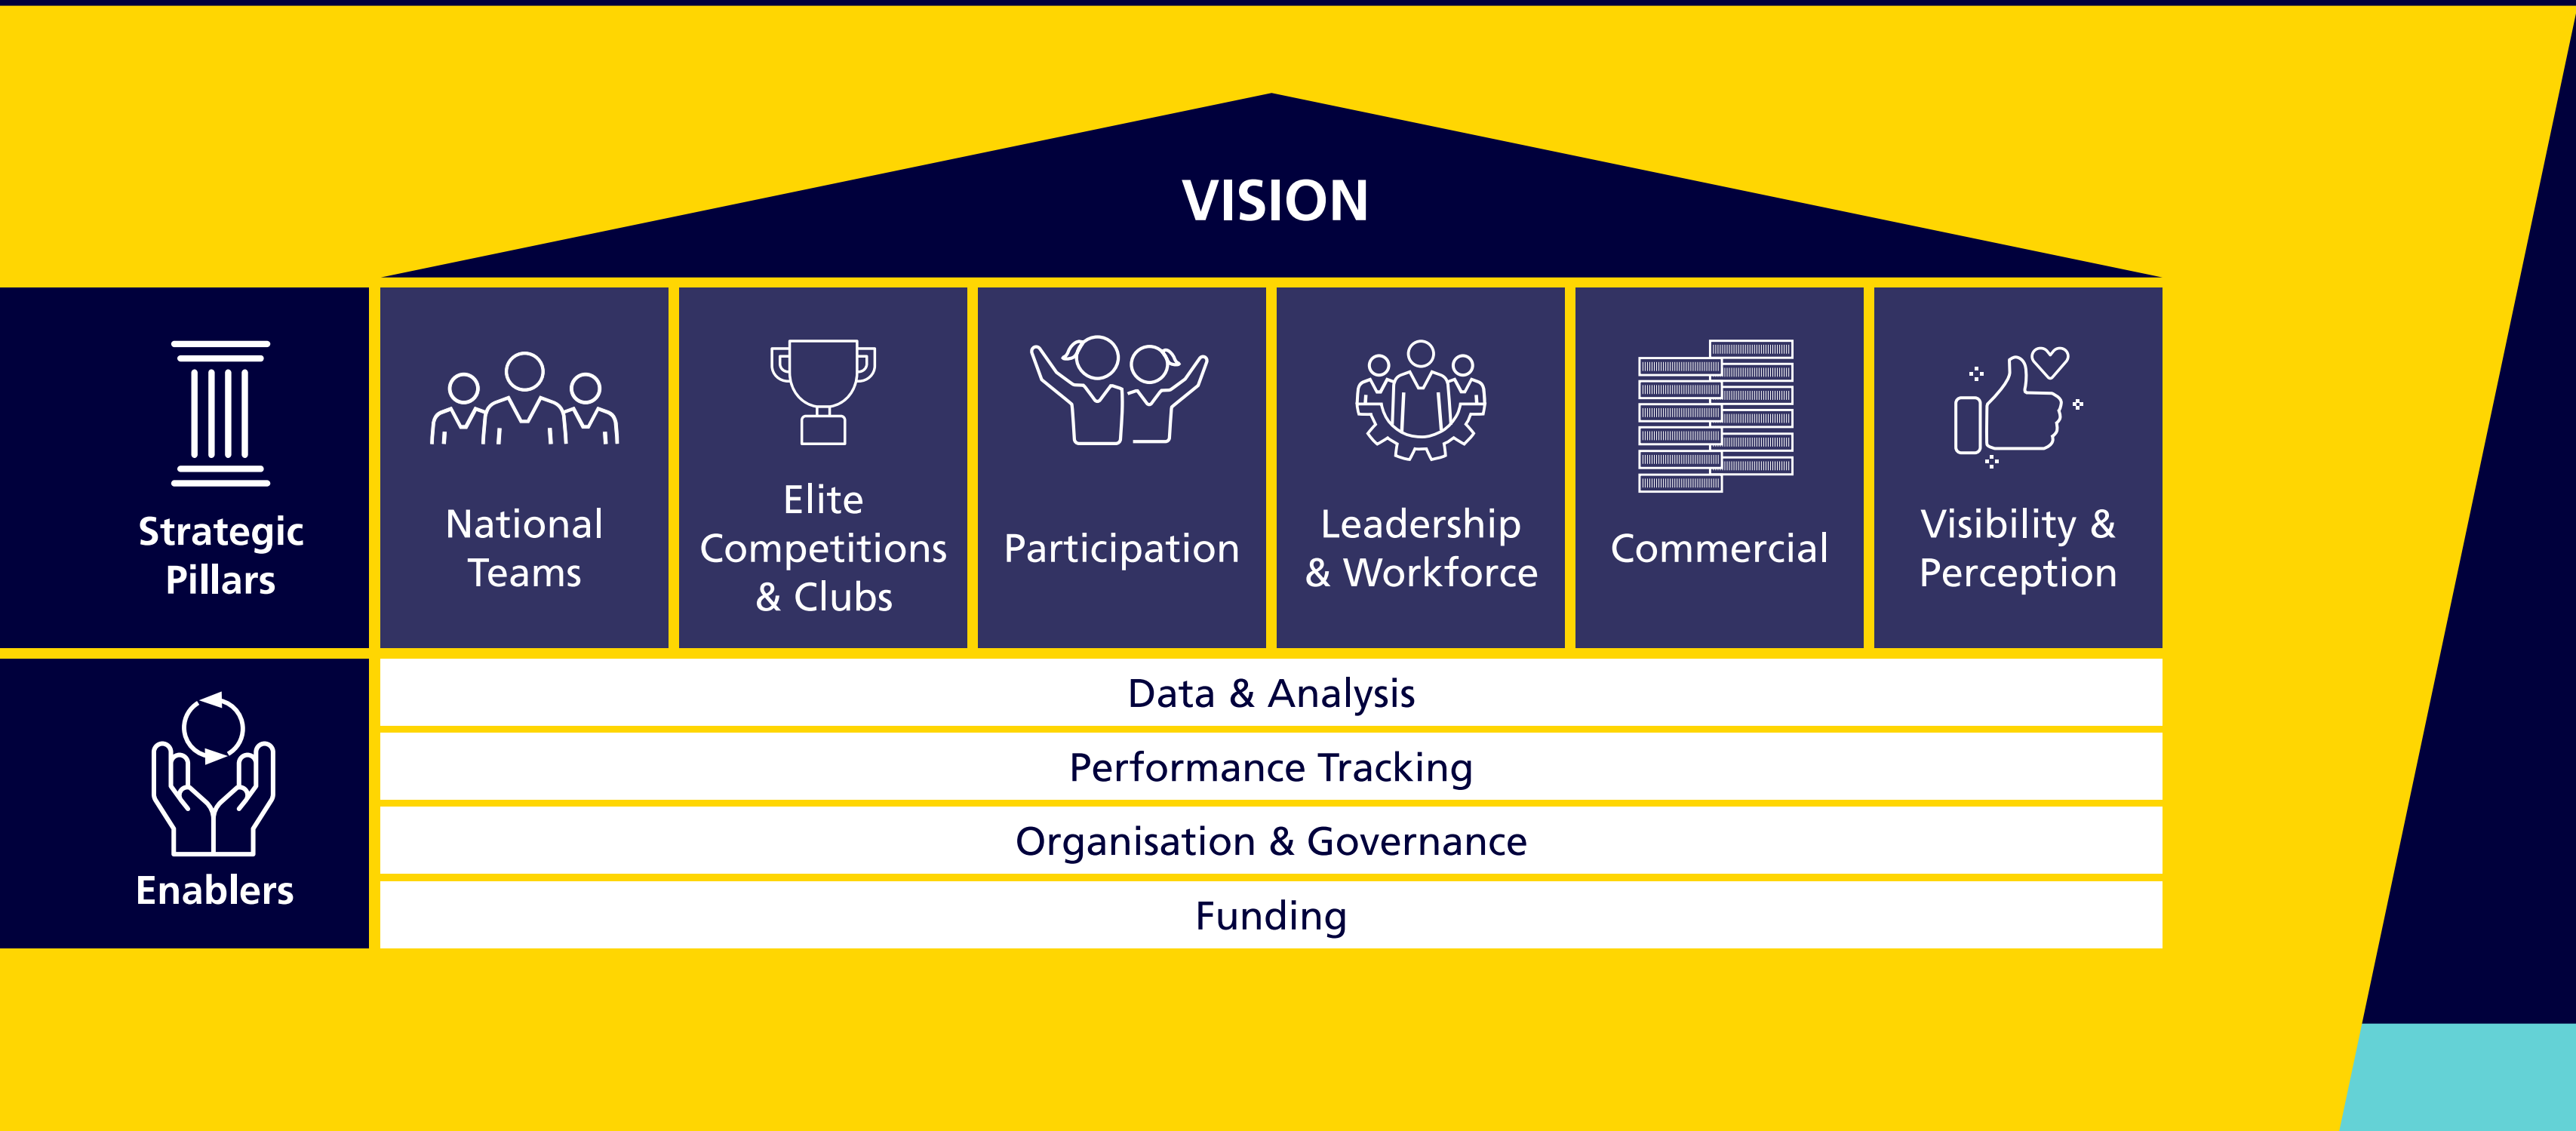 VISION
Strategic
Pillars
National
Teams
Elite
Competitions
& Clubs
Participation
Leadership
& Workforce
Commercial
Visibility &
Perception
Enablers
Data & Analysis
Performance Tracking
Organisation & Governance
Funding